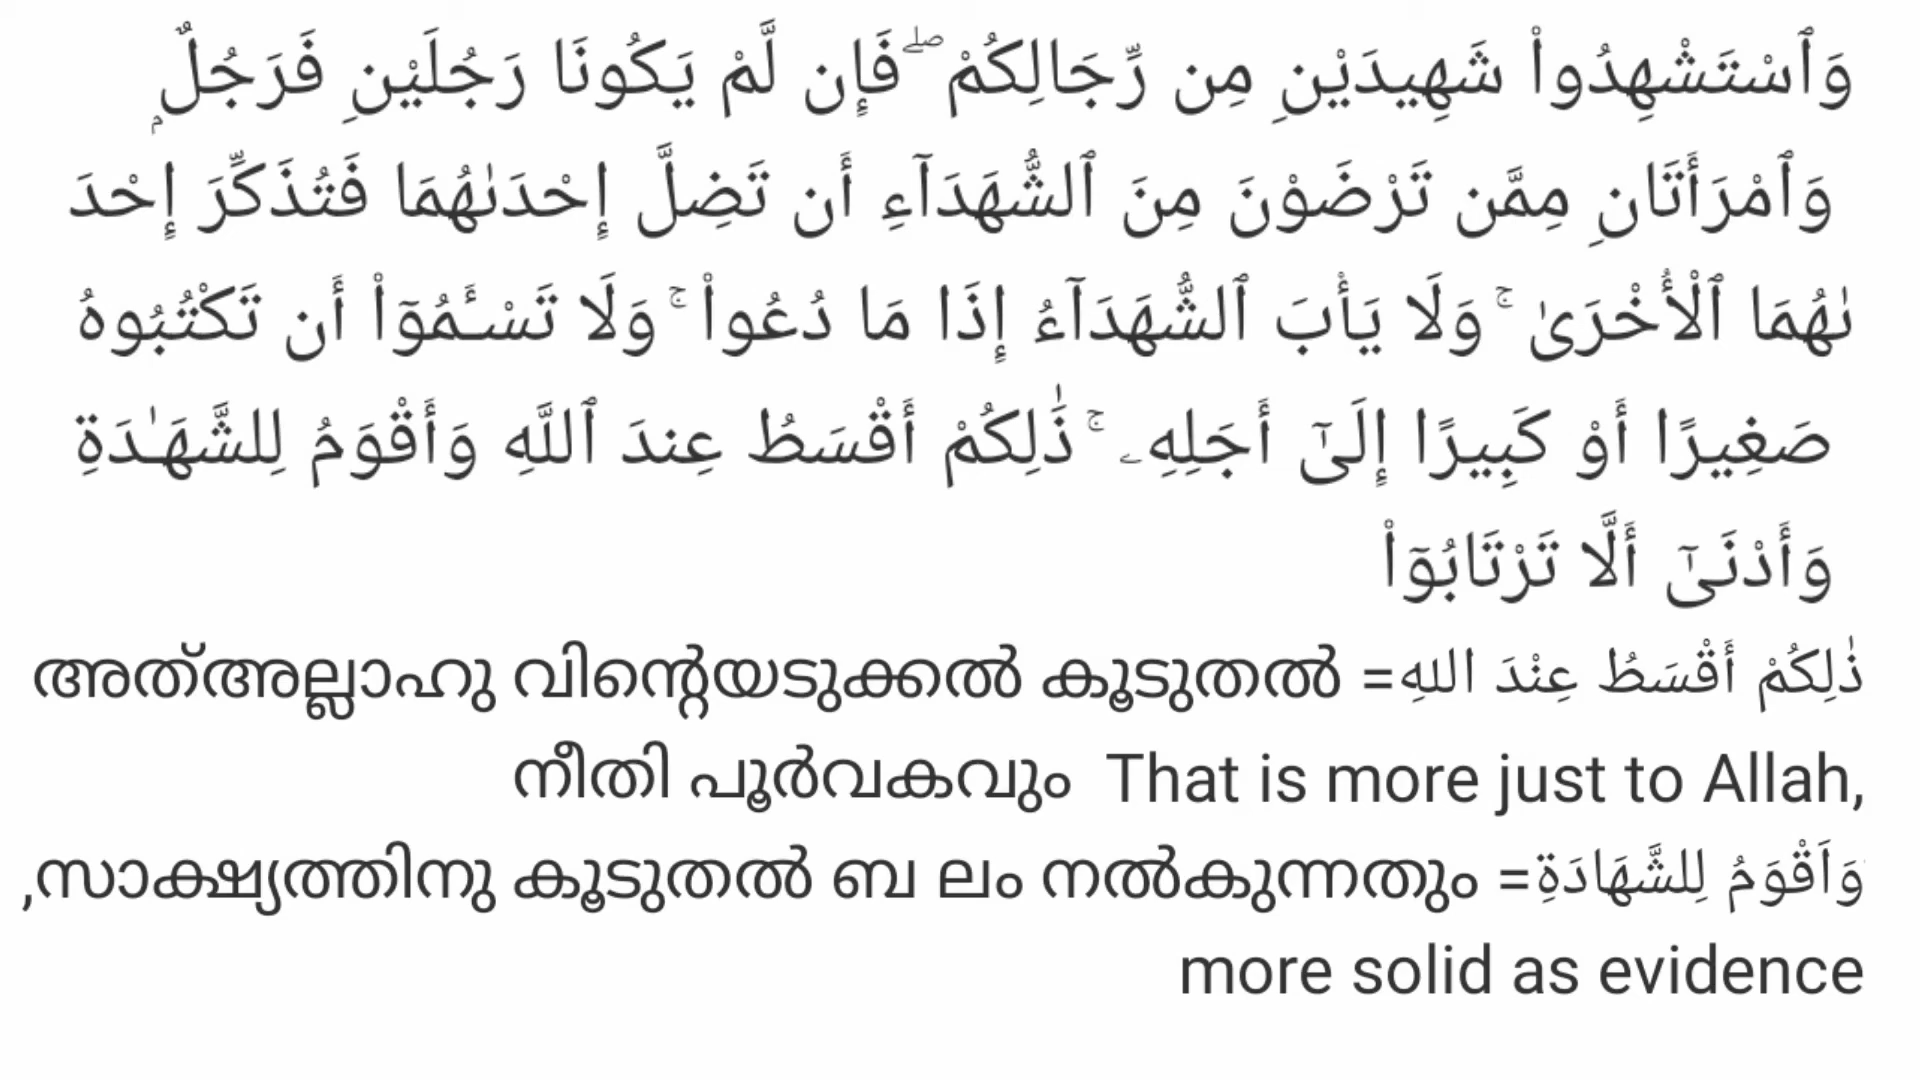 وَٱسْتَشْهِدُوا۟ شَهِيدَيْنِ مِن رِّجَالِكُمْ ۖ فَإِن لَّمْ يَكُونَا رَجُلَيْنِ فَرَجُلٌۭ
وَٱمْرَأَتَانِ مِمَّن تَرْضَوْنَ مِنَ ٱلشُّهَدَآءِ أَن تَضِلَّ إِحْدَىٰهُمَا فَتُذَكِّرَ إِحْدَ
ىٰهُمَا ٱلْأُخْرَىٰ ۚ وَلَا يَأْبَ ٱلشُّهَدَآءُ إِذَا مَا دُعُوا۟ ۚ وَلَا تَسْـَٔمُوٓا۟ أَن تَكْتُبُوهُ
صَغِيرًا أَوْ كَبِيرًا إِلَىٰٓ أَجَلِهِۦ ۚ ذَٰلِكُمْ أَقْسَطُ عِندَ ٱللَّهِ وَأَقْوَمُ لِلشَّهَـٰدَةِ
وَأَدْنَىٰٓ أَلَّا تَرْتَابُوٓا۟
ذٰلِكُمْ أَقْسَطُ عِنْدَ اللهِ= അത്അല്ലാഹു വിന്റെയടുക്കൽ കൂടുതൽ
നീതി പൂർവകവും That is more just to Allah,
وَاَقْوَمُ لِلشَّهَادَةِ= സാക്ഷ്യത്തിനു കൂടുതൽ ബ ലം നൽകുന്നതും,
more solid as evidence